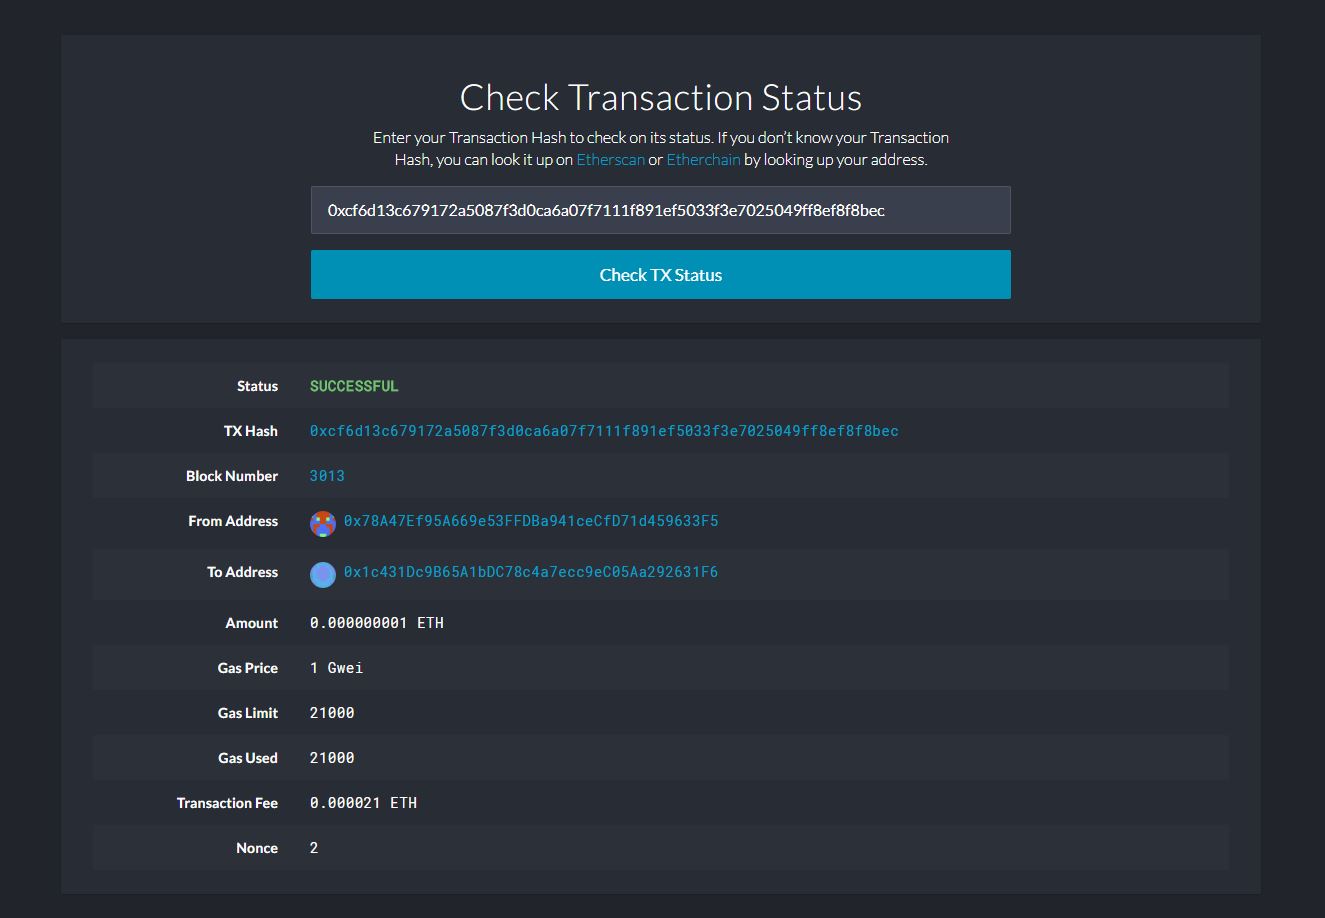 Check Transaction Status
Enter your Transaction Hash to check on its status. If you don’t know your Transaction
Hash, you can look it up on Etherscan or Etherchain by looking up your address.
0xcf6d13c679172a5087f3d0ca6a07f7111f891ef5033f3e7025049ff8ef8f8bec
Check TX Status
Status SUCCESSFUL
TX Hash 0xcf6d13c679172a5087f3d0ca6a07f7111f891ef5033f3e7025049ff8ef8f8bec
Block Number 3013
From Address 0x78A47Ef95A669e53FFDBa941ceCfD71d459633F5
To Address 0x1c431Dc9B65A1bDC78c4a7ecc9eC05Aa292631F6
Amount 0.000000001 ETH
Gas Price 1 Gwei
Gas Limit 21000
Gas Used 21000
Transaction Fee 0.000021 ETH
Nonce 2